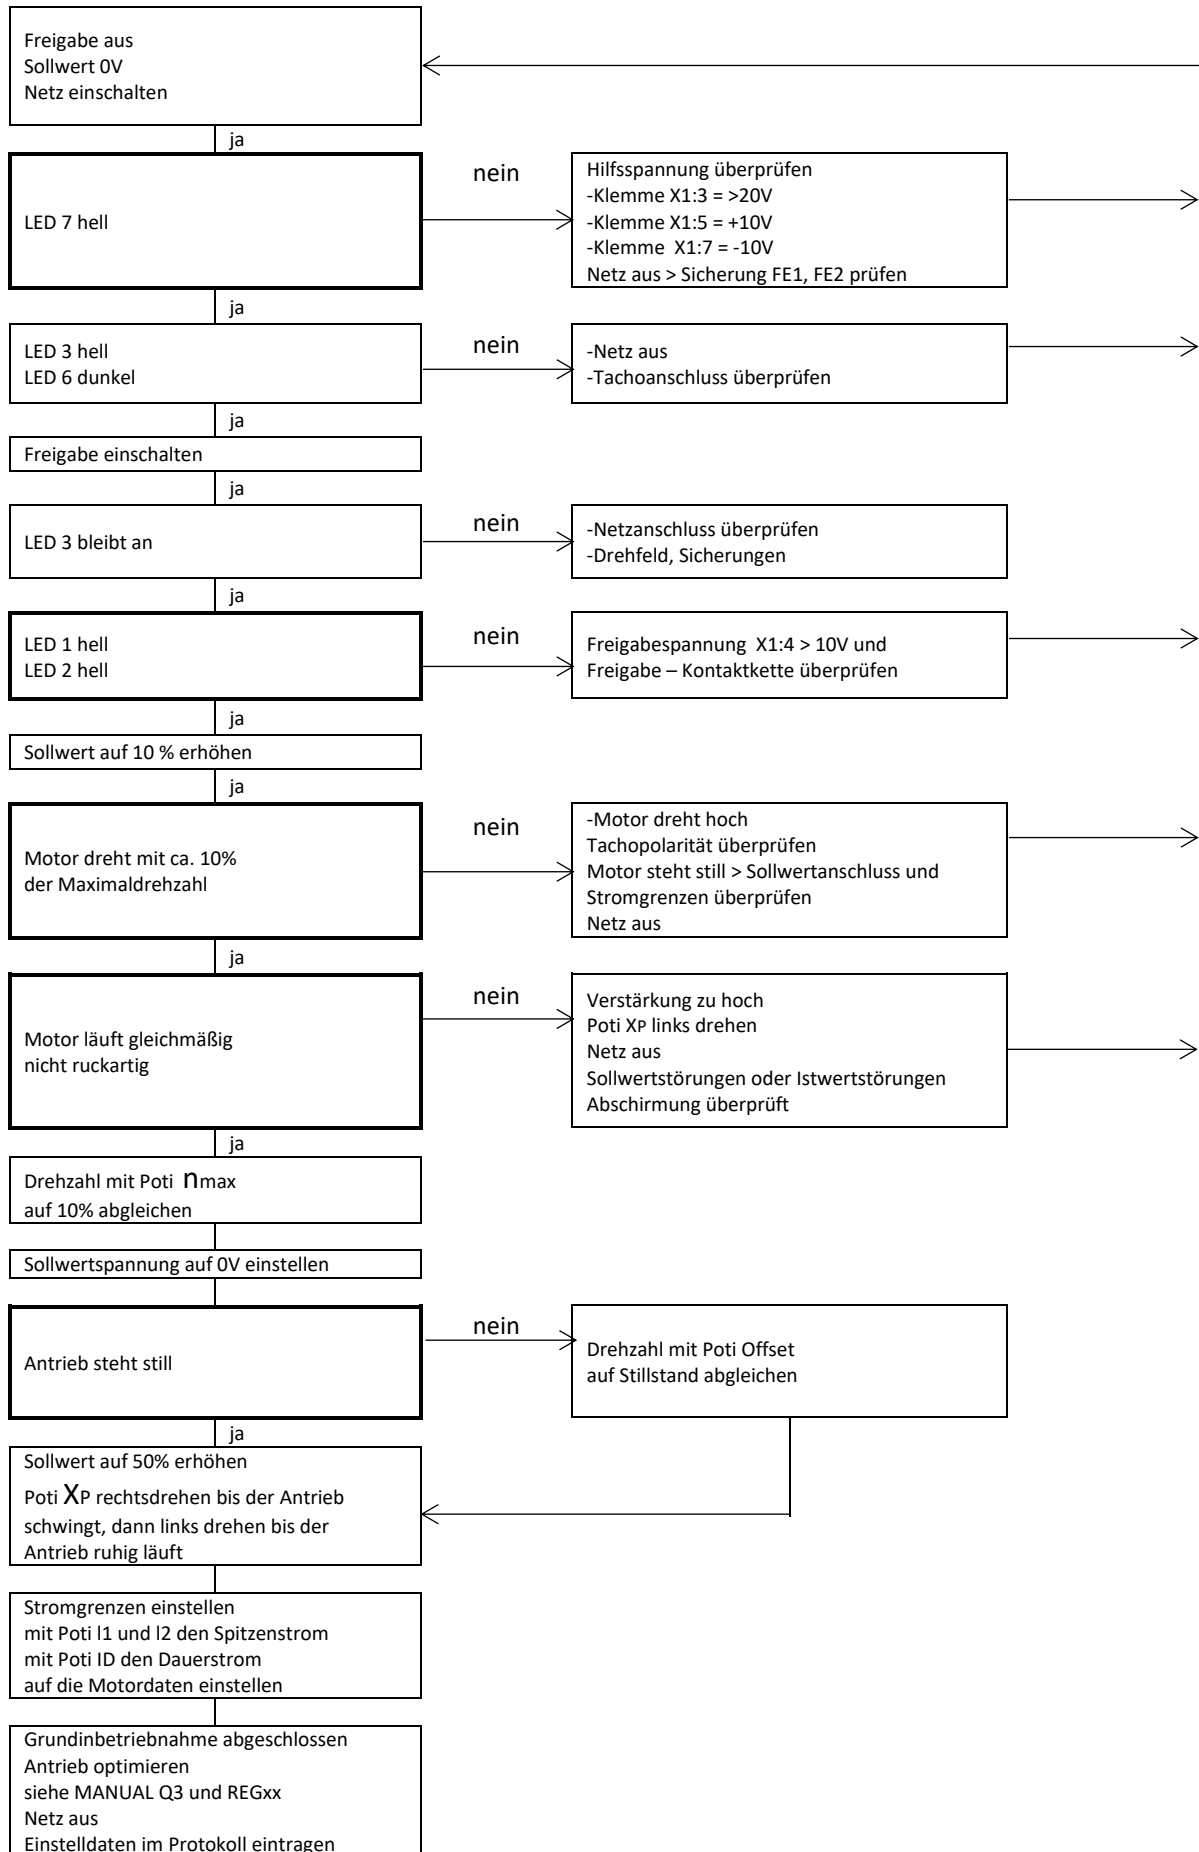 Freigabe aus
Sollwert 0V
Netz einschalten
ja
LED 7 hell
nein
Hilfsspannung überprüfen
-Klemme X1:3 = >20V
-Klemme X1:5 = +10V
-Klemme X1:7 = -10V
Netz aus > Sicherung FE1, FE2 prüfen
ja
LED 3 hell
LED 6 dunkel
nein
-Netz aus
-Tachoanschluss überprüfen
ja
Freigabe einschalten
ja
LED 3 bleibt an
nein
-Netzanschluss überprüfen
-Drehfeld, Sicherungen
ja
LED 1 hell
LED 2 hell
nein
Freigabespannung X1:4 > 10V und
Freigabe – Kontaktkette überprüfen
ja
Sollwert auf 10 % erhöhen
ja
Motor dreht mit ca. 10%
der Maximaldrehzahl
nein
-Motor dreht hoch
Tachopolarität überprüfen
Motor steht still > Sollwertanschluss und
Stromgrenzen überprüfen
Netz aus
ja
Motor läuft gleichmäßig
nicht ruckartig
nein
Verstärkung zu hoch
Poti XP links drehen
Netz aus
Sollwertstörungen oder Istwertstörungen
Abschirmung überprüft
ja
Drehzahl mit Poti nmax
auf 10% abgleichen
Sollwertspannung auf 0V einstellen
Antrieb steht still
nein
Drehzahl mit Poti Offset
auf Stillstand abgleichen
ja
Sollwert auf 50% erhöhen
Poti XP rechtsdrehen bis der Antrieb
schwingt, dann links drehen bis der
Antrieb ruhig läuft
Stromgrenzen einstellen
mit Poti l1 und l2 den Spitzenstrom
mit Poti ID den Dauerstrom
auf die Motordaten einstellen
Grundinbetriebnahme abgeschlossen
Antrieb optimieren
siehe MANUAL Q3 und REGxx
Netz aus
Einstelldaten im Protokoll eintragen